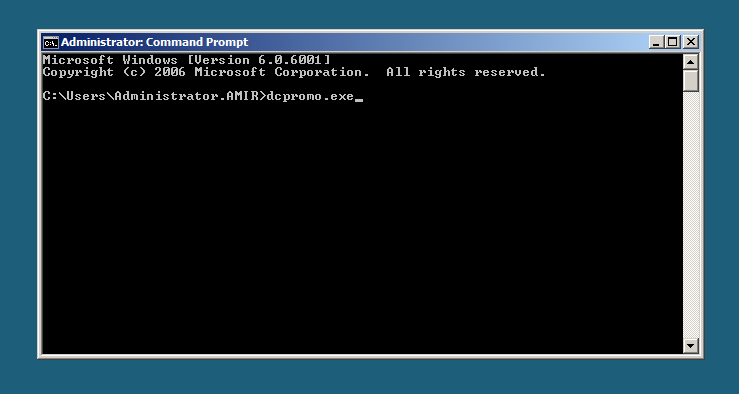 Administrator: Command Prompt
Microsoft Windows [Version 6.0.6001]
Copyright (c) 2006 Microsoft Corporation.  All rights reserved.
C:\Users\Administrator.AMIR>dcpromo.exe_